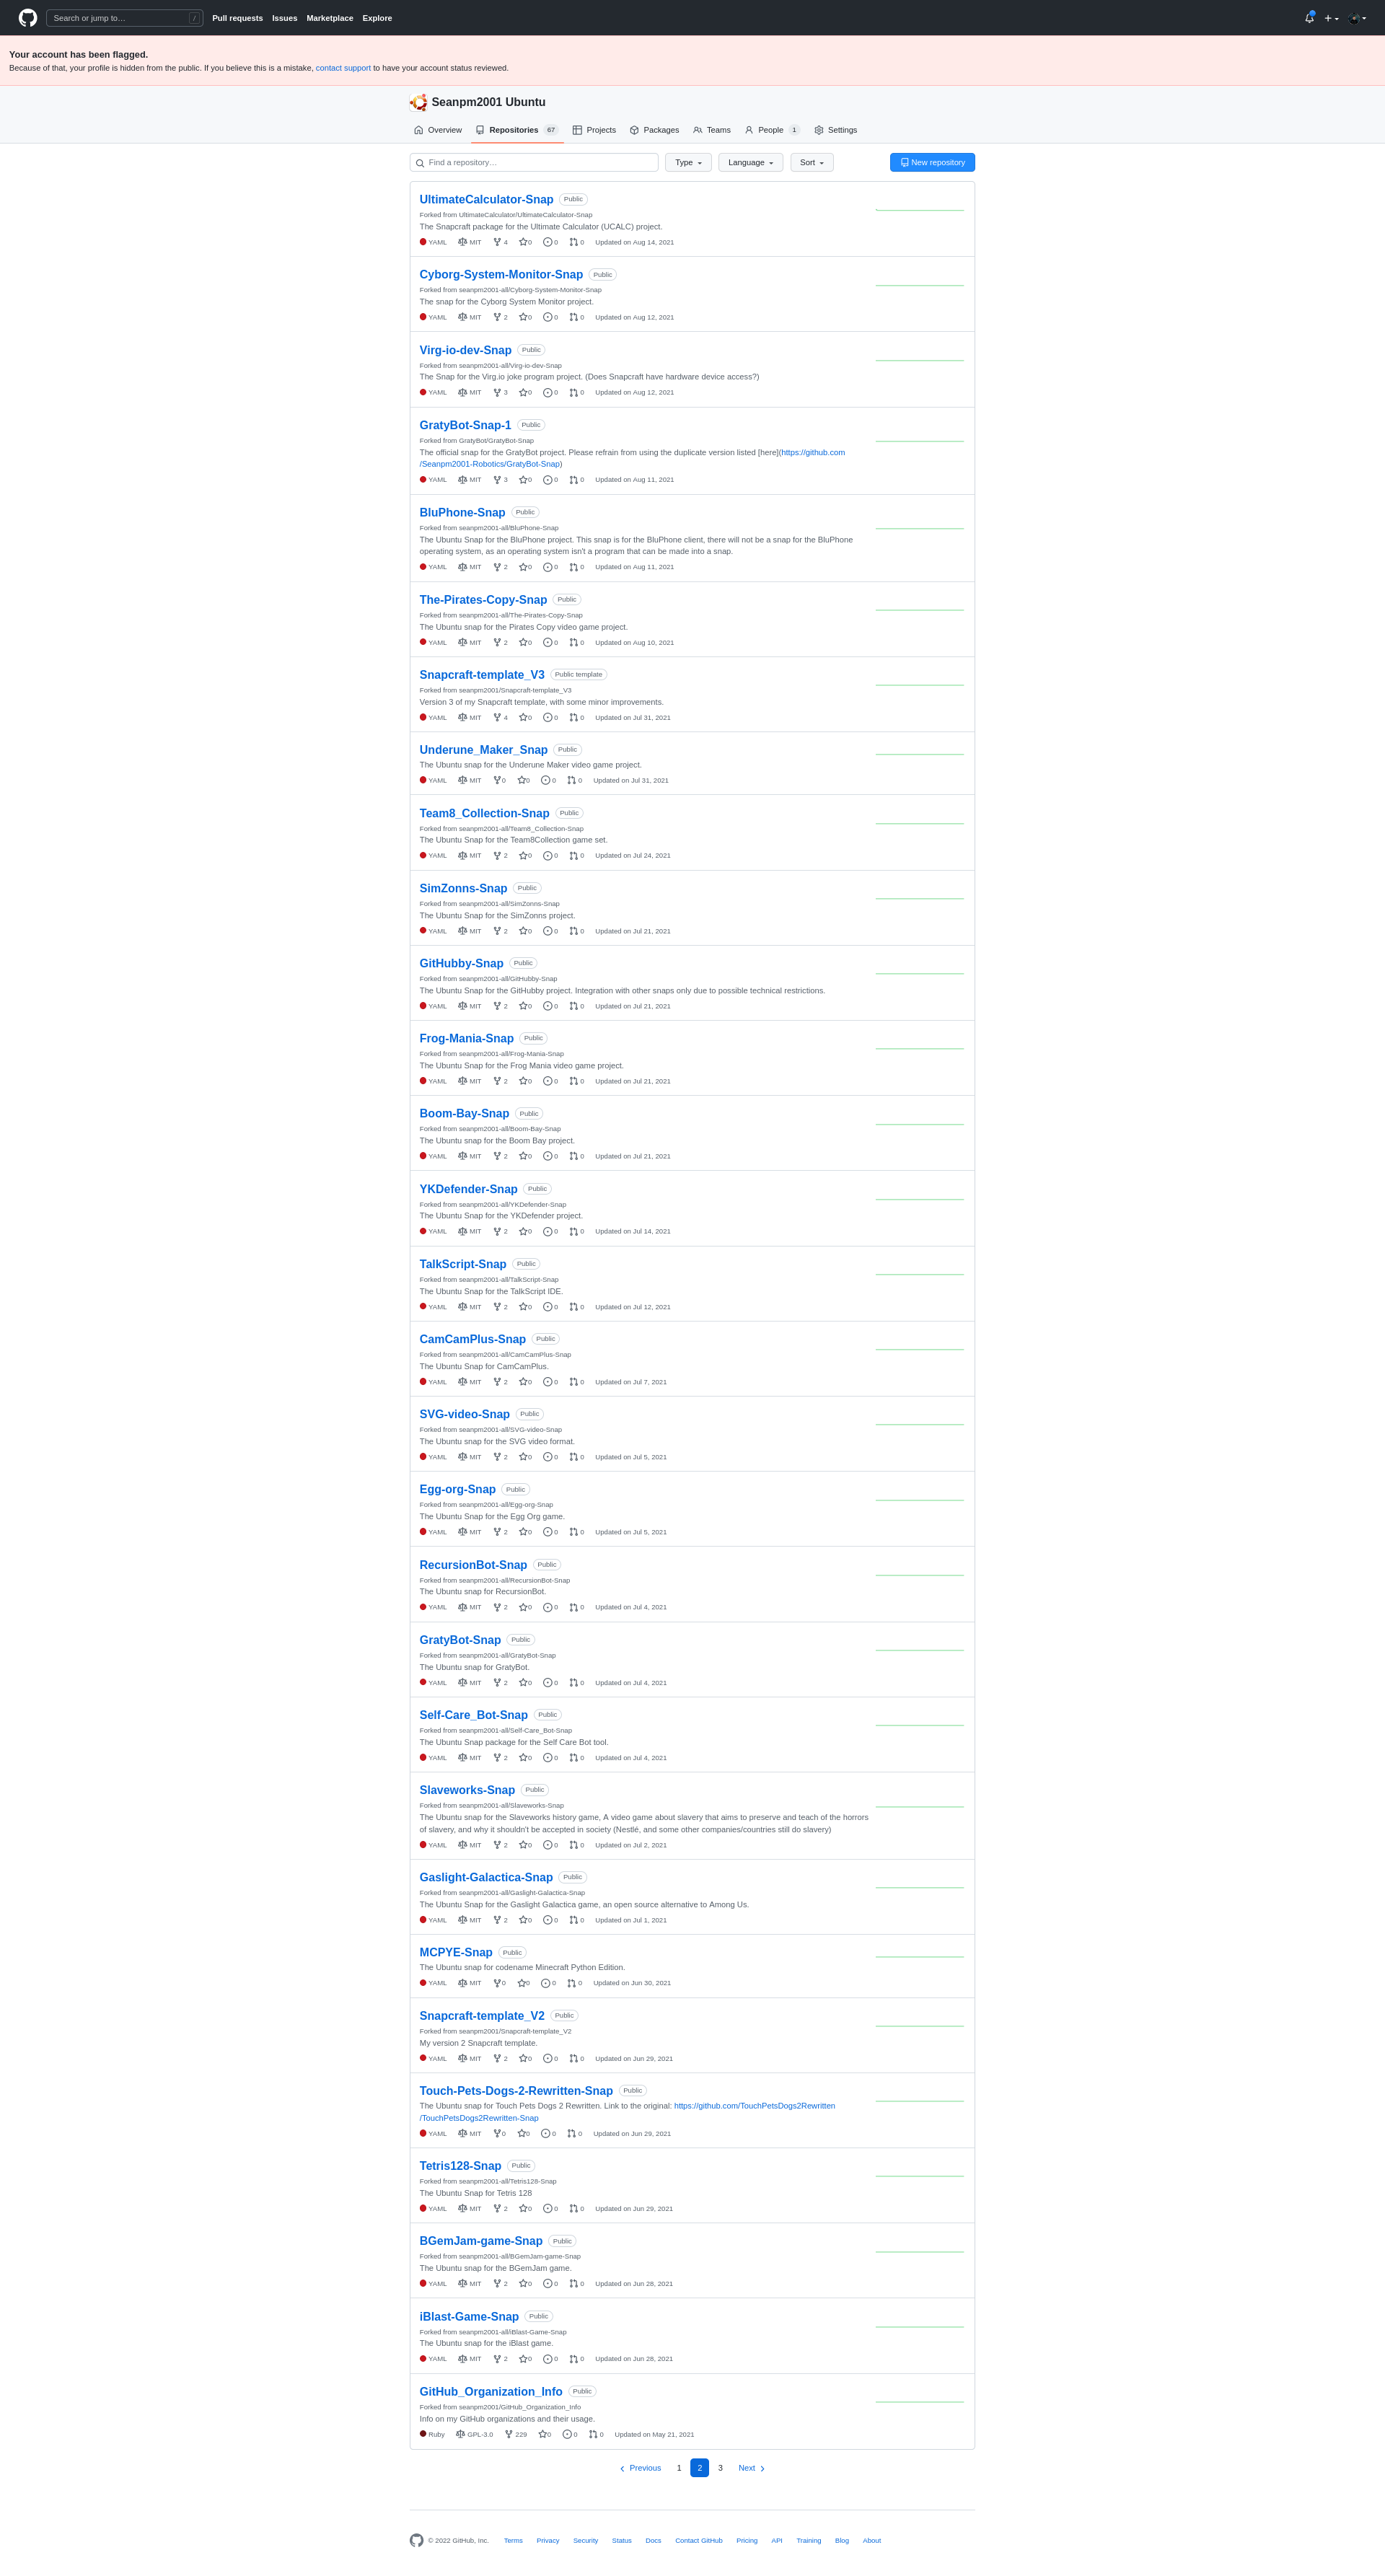 Search or jump to… /
Pull requests Issues Marketplace Explore
Your account has been flagged.
Because of that, your profile is hidden from the public. If you believe this is a mistake, contact support to have your account status reviewed.
Seanpm2001 Ubuntu
Overview Repositories 67 Projects Packages Teams People 1 Settings
Find a repository… Type Language Sort New repository
UltimateCalculator-Snap Public
Forked from UltimateCalculator/UltimateCalculator-Snap
The Snapcraft package for the Ultimate Calculator (UCALC) project.
YAML MIT 4 0 0 0 Updated on Aug 14, 2021
Cyborg-System-Monitor-Snap Public
Forked from seanpm2001-all/Cyborg-System-Monitor-Snap
The snap for the Cyborg System Monitor project.
YAML MIT 2 0 0 0 Updated on Aug 12, 2021
Virg-io-dev-Snap Public
Forked from seanpm2001-all/Virg-io-dev-Snap
The Snap for the Virg.io joke program project. (Does Snapcraft have hardware device access?)
YAML MIT 3 0 0 0 Updated on Aug 12, 2021
GratyBot-Snap-1 Public
Forked from GratyBot/GratyBot-Snap
The official snap for the GratyBot project. Please refrain from using the duplicate version listed [here](https://github.com
/Seanpm2001-Robotics/GratyBot-Snap)
YAML MIT 3 0 0 0 Updated on Aug 11, 2021
BluPhone-Snap Public
Forked from seanpm2001-all/BluPhone-Snap
The Ubuntu Snap for the BluPhone project. This snap is for the BluPhone client, there will not be a snap for the BluPhone
operating system, as an operating system isn't a program that can be made into a snap.
YAML MIT 2 0 0 0 Updated on Aug 11, 2021
The-Pirates-Copy-Snap Public
Forked from seanpm2001-all/The-Pirates-Copy-Snap
The Ubuntu snap for the Pirates Copy video game project.
YAML MIT 2 0 0 0 Updated on Aug 10, 2021
Snapcraft-template_V3 Public template
Forked from seanpm2001/Snapcraft-template_V3
Version 3 of my Snapcraft template, with some minor improvements.
YAML MIT 4 0 0 0 Updated on Jul 31, 2021
Underune_Maker_Snap Public
The Ubuntu snap for the Underune Maker video game project.
YAML MIT 0 0 0 0 Updated on Jul 31, 2021
Team8_Collection-Snap Public
Forked from seanpm2001-all/Team8_Collection-Snap
The Ubuntu Snap for the Team8Collection game set.
YAML MIT 2 0 0 0 Updated on Jul 24, 2021
SimZonns-Snap Public
Forked from seanpm2001-all/SimZonns-Snap
The Ubuntu Snap for the SimZonns project.
YAML MIT 2 0 0 0 Updated on Jul 21, 2021
GitHubby-Snap Public
Forked from seanpm2001-all/GitHubby-Snap
The Ubuntu Snap for the GitHubby project. Integration with other snaps only due to possible technical restrictions.
YAML MIT 2 0 0 0 Updated on Jul 21, 2021
Frog-Mania-Snap Public
Forked from seanpm2001-all/Frog-Mania-Snap
The Ubuntu Snap for the Frog Mania video game project.
YAML MIT 2 0 0 0 Updated on Jul 21, 2021
Boom-Bay-Snap Public
Forked from seanpm2001-all/Boom-Bay-Snap
The Ubuntu snap for the Boom Bay project.
YAML MIT 2 0 0 0 Updated on Jul 21, 2021
YKDefender-Snap Public
Forked from seanpm2001-all/YKDefender-Snap
The Ubuntu Snap for the YKDefender project.
YAML MIT 2 0 0 0 Updated on Jul 14, 2021
TalkScript-Snap Public
Forked from seanpm2001-all/TalkScript-Snap
The Ubuntu Snap for the TalkScript IDE.
YAML MIT 2 0 0 0 Updated on Jul 12, 2021
CamCamPlus-Snap Public
Forked from seanpm2001-all/CamCamPlus-Snap
The Ubuntu Snap for CamCamPlus.
YAML MIT 2 0 0 0 Updated on Jul 7, 2021
SVG-video-Snap Public
Forked from seanpm2001-all/SVG-video-Snap
The Ubuntu snap for the SVG video format.
YAML MIT 2 0 0 0 Updated on Jul 5, 2021
Egg-org-Snap Public
Forked from seanpm2001-all/Egg-org-Snap
The Ubuntu Snap for the Egg Org game.
YAML MIT 2 0 0 0 Updated on Jul 5, 2021
RecursionBot-Snap Public
Forked from seanpm2001-all/RecursionBot-Snap
The Ubuntu snap for RecursionBot.
YAML MIT 2 0 0 0 Updated on Jul 4, 2021
GratyBot-Snap Public
Forked from seanpm2001-all/GratyBot-Snap
The Ubuntu snap for GratyBot.
YAML MIT 2 0 0 0 Updated on Jul 4, 2021
Self-Care_Bot-Snap Public
Forked from seanpm2001-all/Self-Care_Bot-Snap
The Ubuntu Snap package for the Self Care Bot tool.
YAML MIT 2 0 0 0 Updated on Jul 4, 2021
Slaveworks-Snap Public
Forked from seanpm2001-all/Slaveworks-Snap
The Ubuntu snap for the Slaveworks history game, A video game about slavery that aims to preserve and teach of the horrors
of slavery, and why it shouldn't be accepted in society (Nestlé, and some other companies/countries still do slavery)
YAML MIT 2 0 0 0 Updated on Jul 2, 2021
Gaslight-Galactica-Snap Public
Forked from seanpm2001-all/Gaslight-Galactica-Snap
The Ubuntu Snap for the Gaslight Galactica game, an open source alternative to Among Us.
YAML MIT 2 0 0 0 Updated on Jul 1, 2021
MCPYE-Snap Public
The Ubuntu snap for codename Minecraft Python Edition.
YAML MIT 0 0 0 0 Updated on Jun 30, 2021
Snapcraft-template_V2 Public
Forked from seanpm2001/Snapcraft-template_V2
My version 2 Snapcraft template.
YAML MIT 2 0 0 0 Updated on Jun 29, 2021
Touch-Pets-Dogs-2-Rewritten-Snap Public
The Ubuntu snap for Touch Pets Dogs 2 Rewritten. Link to the original: https://github.com/TouchPetsDogs2Rewritten
/TouchPetsDogs2Rewritten-Snap
YAML MIT 0 0 0 0 Updated on Jun 29, 2021
Tetris128-Snap Public
Forked from seanpm2001-all/Tetris128-Snap
The Ubuntu Snap for Tetris 128
YAML MIT 2 0 0 0 Updated on Jun 29, 2021
BGemJam-game-Snap Public
Forked from seanpm2001-all/BGemJam-game-Snap
The Ubuntu snap for the BGemJam game.
YAML MIT 2 0 0 0 Updated on Jun 28, 2021
iBlast-Game-Snap Public
Forked from seanpm2001-all/iBlast-Game-Snap
The Ubuntu snap for the iBlast game.
YAML MIT 2 0 0 0 Updated on Jun 28, 2021
GitHub_Organization_Info Public
Forked from seanpm2001/GitHub_Organization_Info
Info on my GitHub organizations and their usage.
Ruby GPL-3.0 229 0 0 0 Updated on May 21, 2021
Previous 1 2 3 Next
© 2022 GitHub, Inc. Terms Privacy Security Status Docs Contact GitHub Pricing API Training Blog About